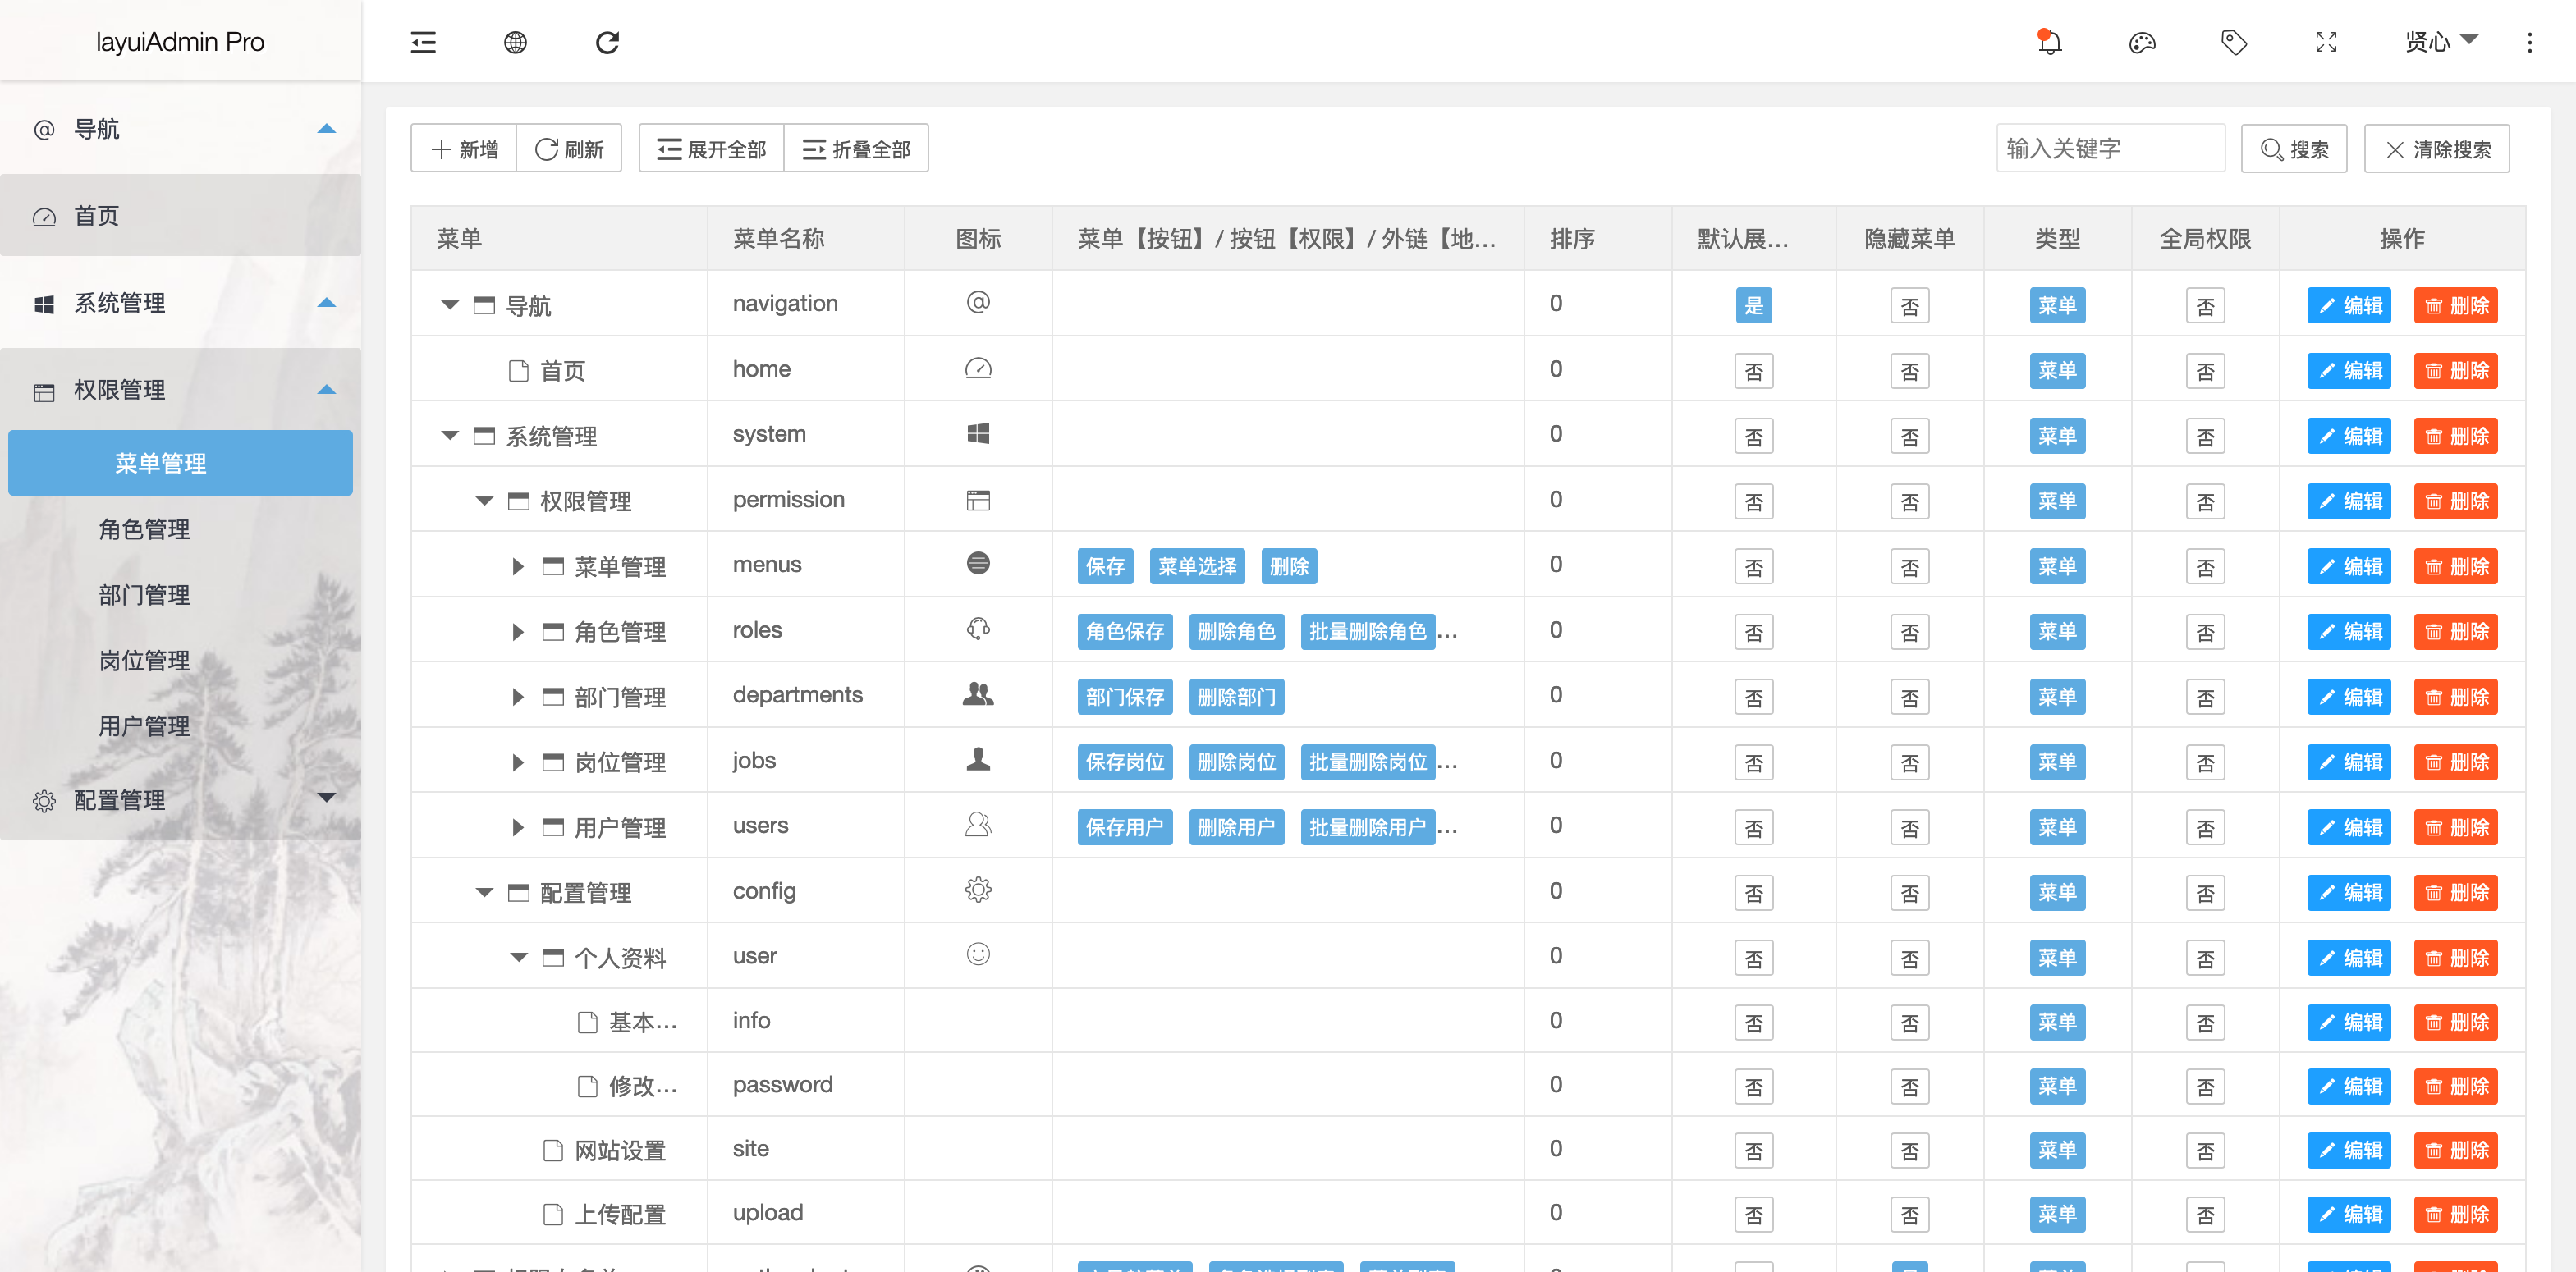 layuiAdmin Pro
贤心
导航
首页
系统管理
权限管理
菜单管理
角色管理
部门管理
岗位管理
用户管理
配置管理
新增 刷新 展开全部 折叠全部 输入关键字 搜索 清除搜索
菜单 菜单名称 图标 菜单【按钮】/ 按钮【权限】/ 外链【地... 排序 默认展... 隐藏菜单 类型 全局权限 操作
导航 navigation 0 是 否 菜单 否 编辑 删除
首页 home 0 否 否 菜单 否 编辑 删除
系统管理 system 0 否 否 菜单 否 编辑 删除
权限管理 permission 0 否 否 菜单 否 编辑 删除
菜单管理 menus 保存 菜单选择 删除 0 否 否 菜单 否 编辑 删除
角色管理 roles 角色保存 删除角色 批量删除角色 ... 0 否 否 菜单 否 编辑 删除
部门管理 departments 部门保存 删除部门 0 否 否 菜单 否 编辑 删除
岗位管理 jobs 保存岗位 删除岗位 批量删除岗位 ... 0 否 否 菜单 否 编辑 删除
用户管理 users 保存用户 删除用户 批量删除用户 ... 0 否 否 菜单 否 编辑 删除
配置管理 config 0 否 否 菜单 否 编辑 删除
个人资料 user 0 否 否 菜单 否 编辑 删除
基本... info 0 否 否 菜单 否 编辑 删除
修改... password 0 否 否 菜单 否 编辑 删除
网站设置 site 0 否 否 菜单 否 编辑 删除
上传配置 upload 0 否 否 菜单 否 编辑 删除